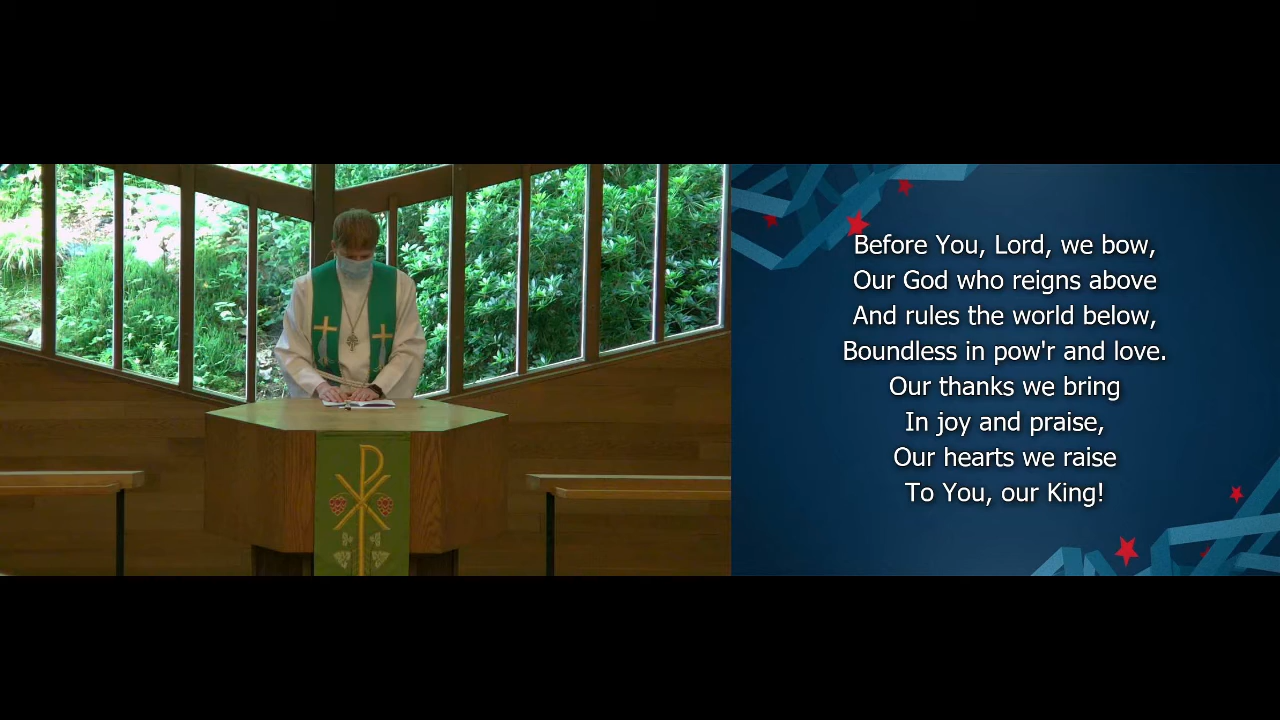 Before You, Lord, we bow,
Our God who reigns above
And rules the world below,
Boundless in pow'r and love.
Our thanks we bring
In joy and praise,
Our hearts we raise
To You, our King!